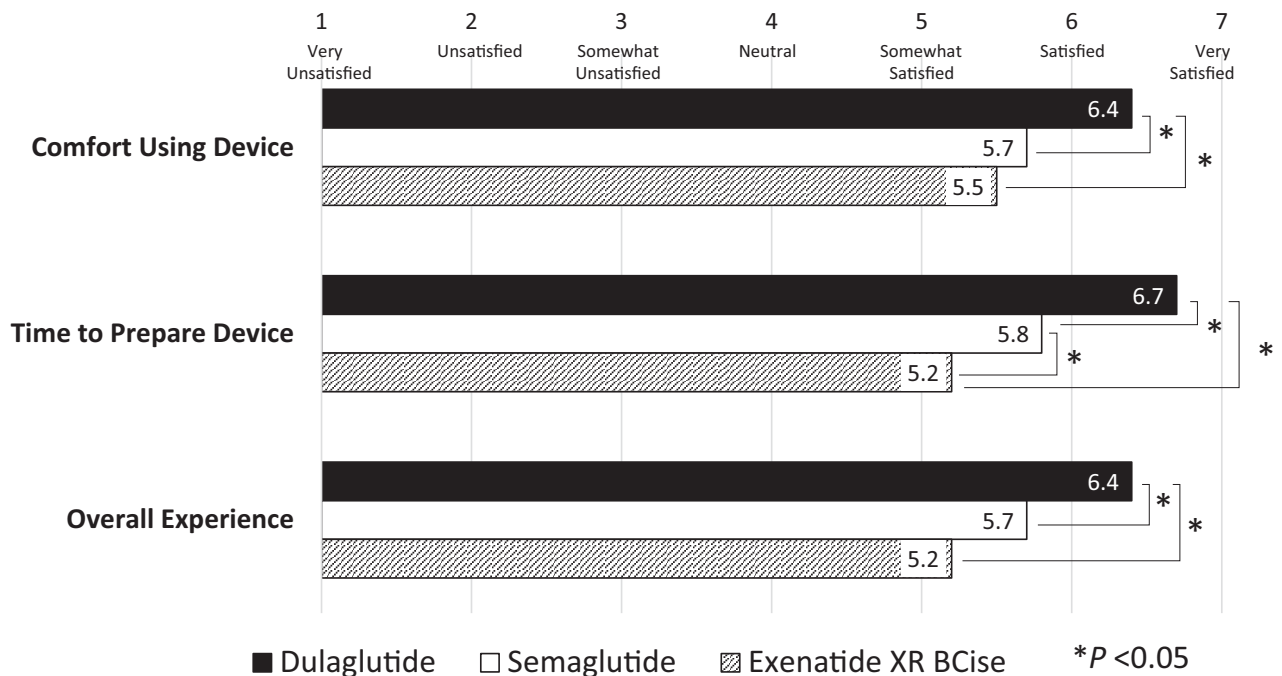 1 2 3 4 5 6 7
Very Unsatisfied Somewhat Neutral Somewhat Satisfied Very
Unsatisfied Unsatisfied Satisfied Satisfied
Comfort Using Device
6.4
*
5.7
*
5.5
Time to Prepare Device
6.7
*
5.8
*
*
5.2
Overall Experience
6.4
*
5.7
*
5.2
Dulaglutide Semaglutide Exenatide XR BCise *P <0.05